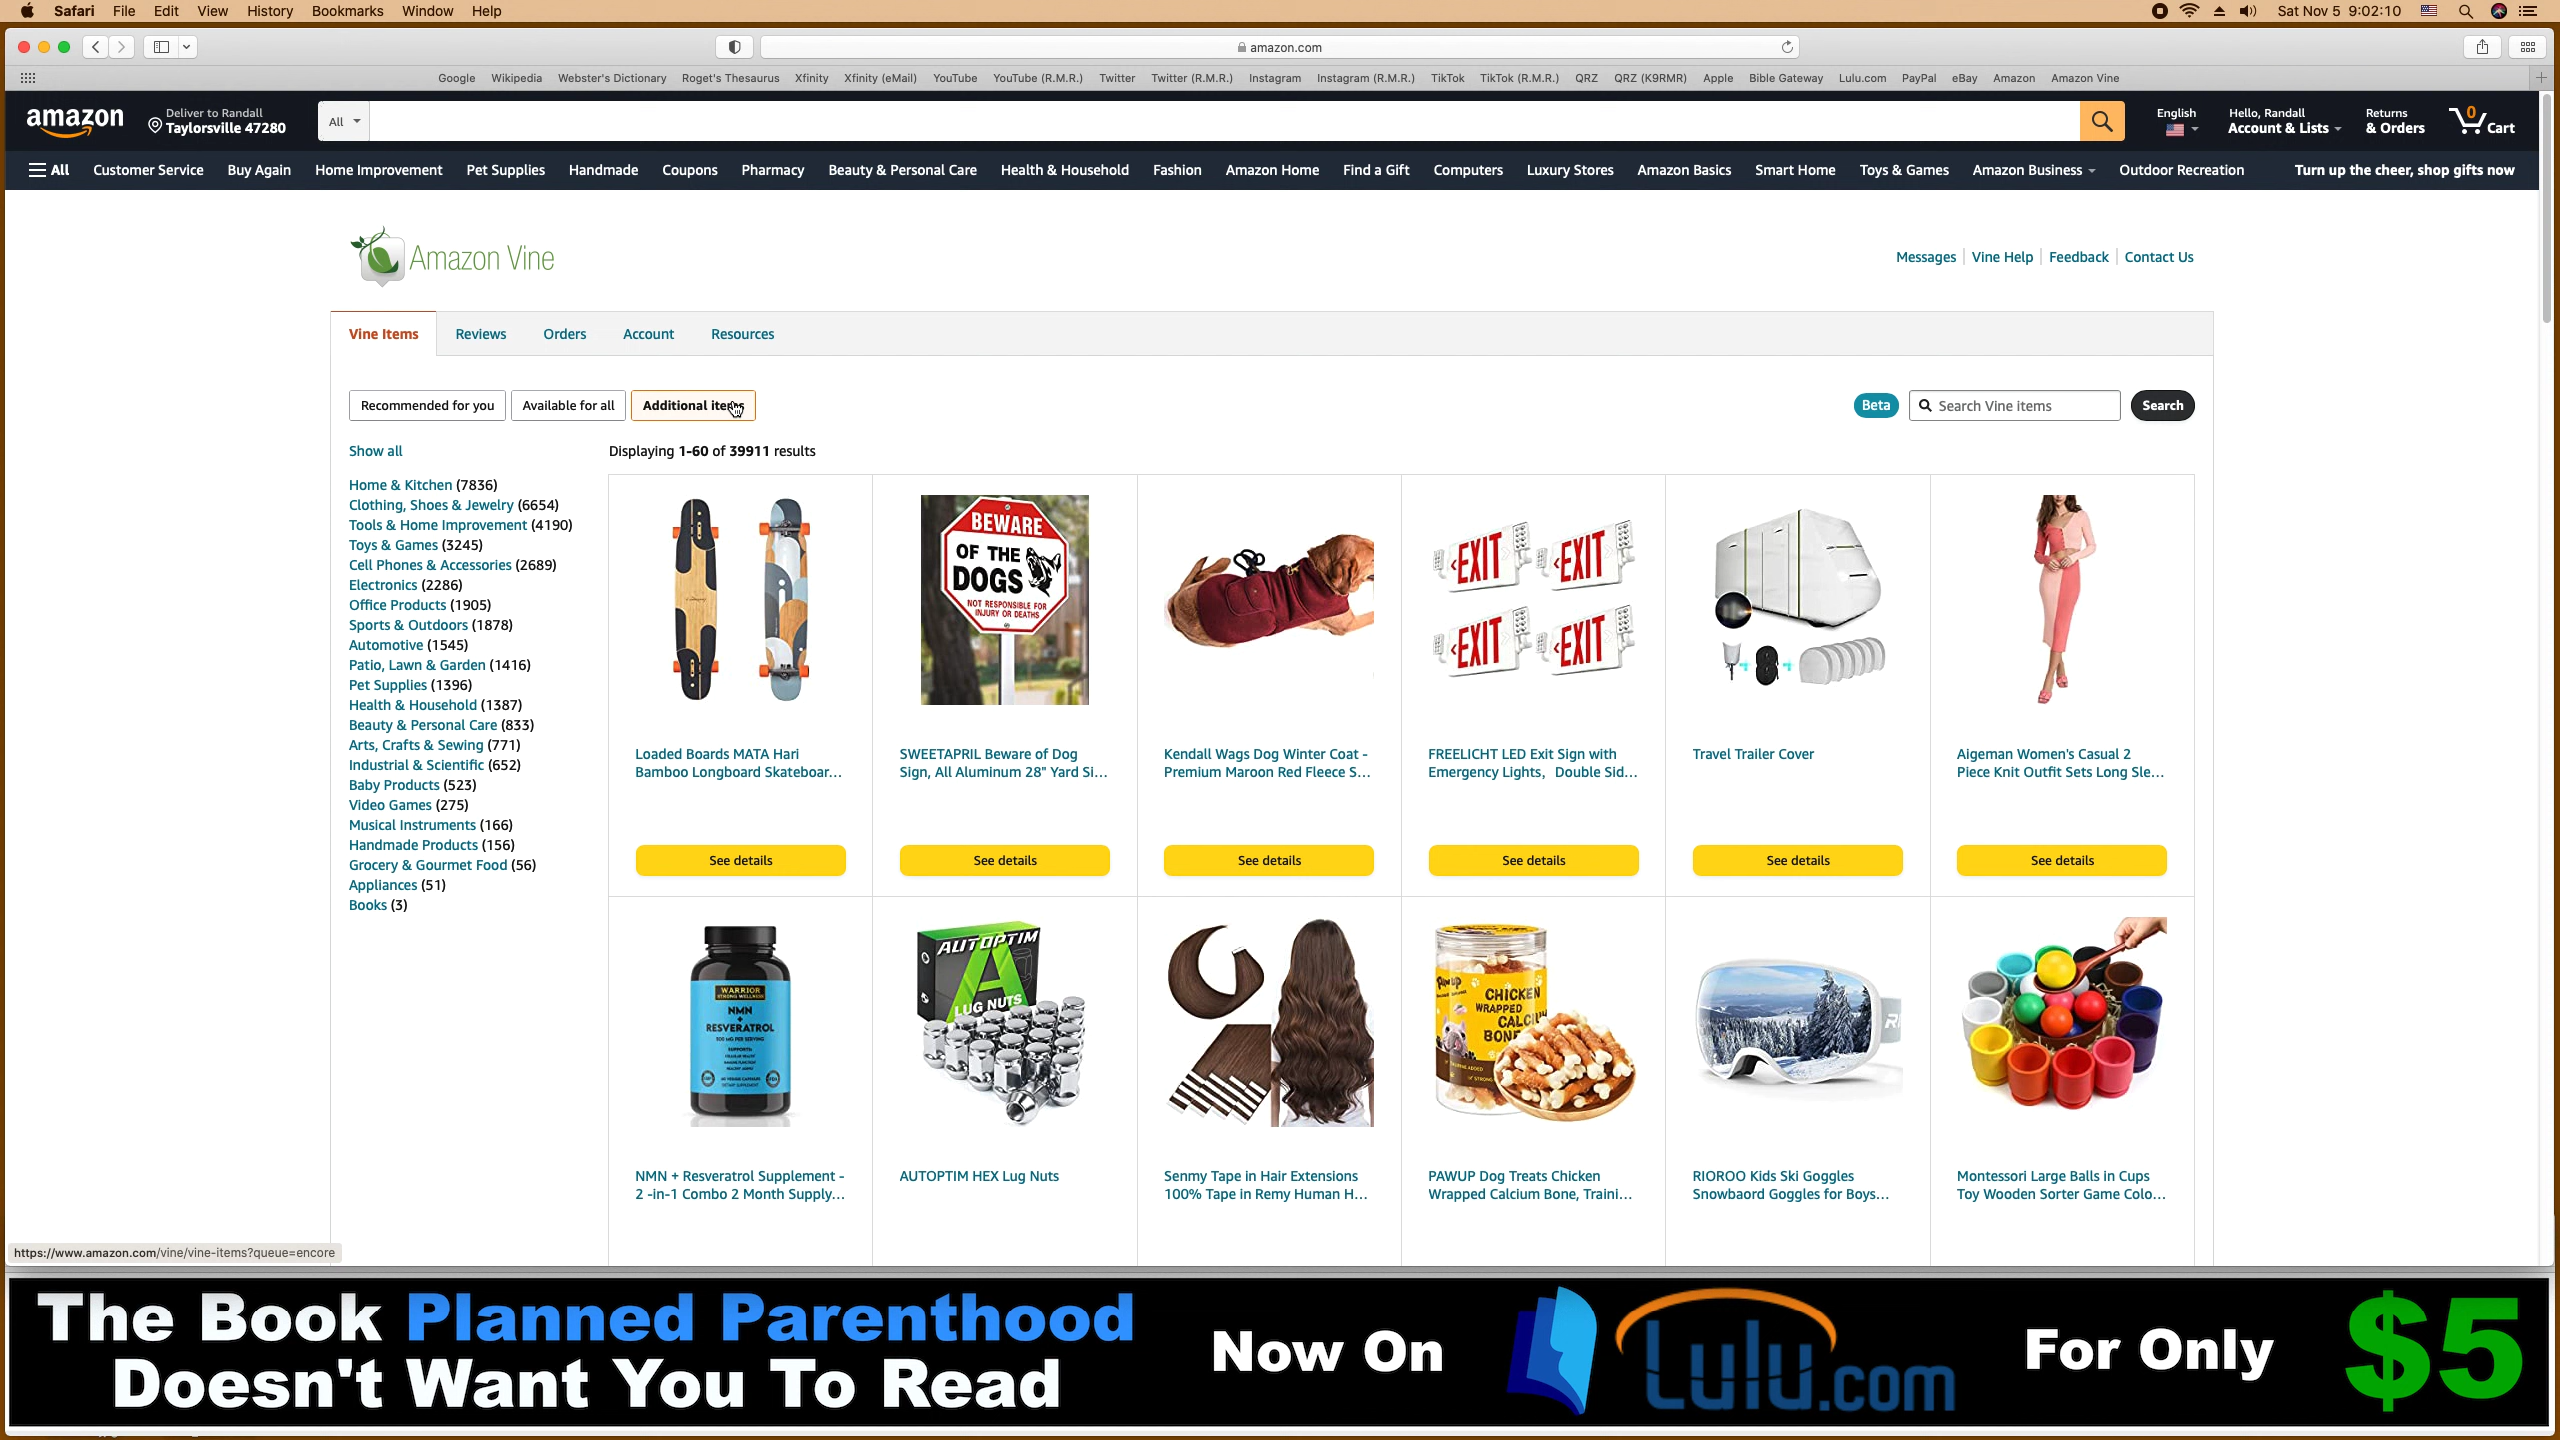 Safari File Edit View History Bookmarks Window Help
Sat Nov 5 9:02:10
amazon.com
Google Wikipedia Webster's Dictionary Roget's Thesaurus Xfinity Xfinity (eMail) YouTube YouTube (R.M.R.) Twitter Twitter (R.M.R.) Instagram Instagram (R.M.R.) TikTok TikTok (R.M.R.) QRZ QRZ (K9RMR) Apple Bible Gateway Lulu.com PayPal eBay Amazon Amazon Vine
amazon
Deliver to Randall
Taylorsville 47280
All
English
Hello, Randall
Account & Lists
Returns
& Orders
0
Cart
All Customer Service Buy Again Home Improvement Pet Supplies Handmade Coupons Pharmacy Beauty & Personal Care Health & Household Fashion Amazon Home Find a Gift Computers Luxury Stores Amazon Basics Smart Home Toys & Games Amazon Business Outdoor Recreation Turn up the cheer, shop gifts now
Amazon Vine
Messages Vine Help Feedback Contact Us
Vine Items Reviews Orders Account Resources
Recommended for you Available for all Additional items
Beta Search Vine items Search
Show all
Displaying 1-60 of 39911 results
Home & Kitchen (7836)
Clothing, Shoes & Jewelry (6654)
Tools & Home Improvement (4190)
Toys & Games (3245)
Cell Phones & Accessories (2689)
Electronics (2286)
Office Products (1905)
Sports & Outdoors (1878)
Automotive (1545)
Patio, Lawn & Garden (1416)
Pet Supplies (1396)
Health & Household (1387)
Beauty & Personal Care (833)
Arts, Crafts & Sewing (771)
Industrial & Scientific (652)
Baby Products (523)
Video Games (275)
Musical Instruments (166)
Handmade Products (156)
Grocery & Gourmet Food (56)
Appliances (51)
Books (3)
BEWARE
OF THE
DOGS
NOT RESPONSIBLE FOR
INJURY OR DEATHS
EXIT EXIT
EXIT EXIT
Loaded Boards MATA Hari
Bamboo Longboard Skateboar...
SWEETAPRIL Beware of Dog
Sign, All Aluminum 28" Yard Si...
Kendall Wags Dog Winter Coat -
Premium Maroon Red Fleece S...
FREELICHT LED Exit Sign with
Emergency Lights, Double Sid...
Travel Trailer Cover
Aigeman Women's Casual 2
Piece Knit Outfit Sets Long Sle...
See details See details See details See details See details See details
WARRIOR
STRONG WELLNESS
NMN
+
RESVERATROL
AUTOPTIM
A
LUG NUTS
Pawup
CHICKEN
WRAPPED
CALCIUM
BONE
NMN + Resveratrol Supplement -
2 -in-1 Combo 2 Month Supply...
AUTOPTIM HEX Lug Nuts
Senmy Tape in Hair Extensions
100% Tape in Remy Human H...
PAWUP Dog Treats Chicken
Wrapped Calcium Bone, Traini...
RIOROO Kids Ski Goggles
Snowbaord Goggles for Boys...
Montessori Large Balls in Cups
Toy Wooden Sorter Game Colo...
https://www.amazon.com/vine/vine-items?queue=encore
The Book Planned Parenthood
Doesn't Want You To Read
Now On
Lulu.com
For Only
$5